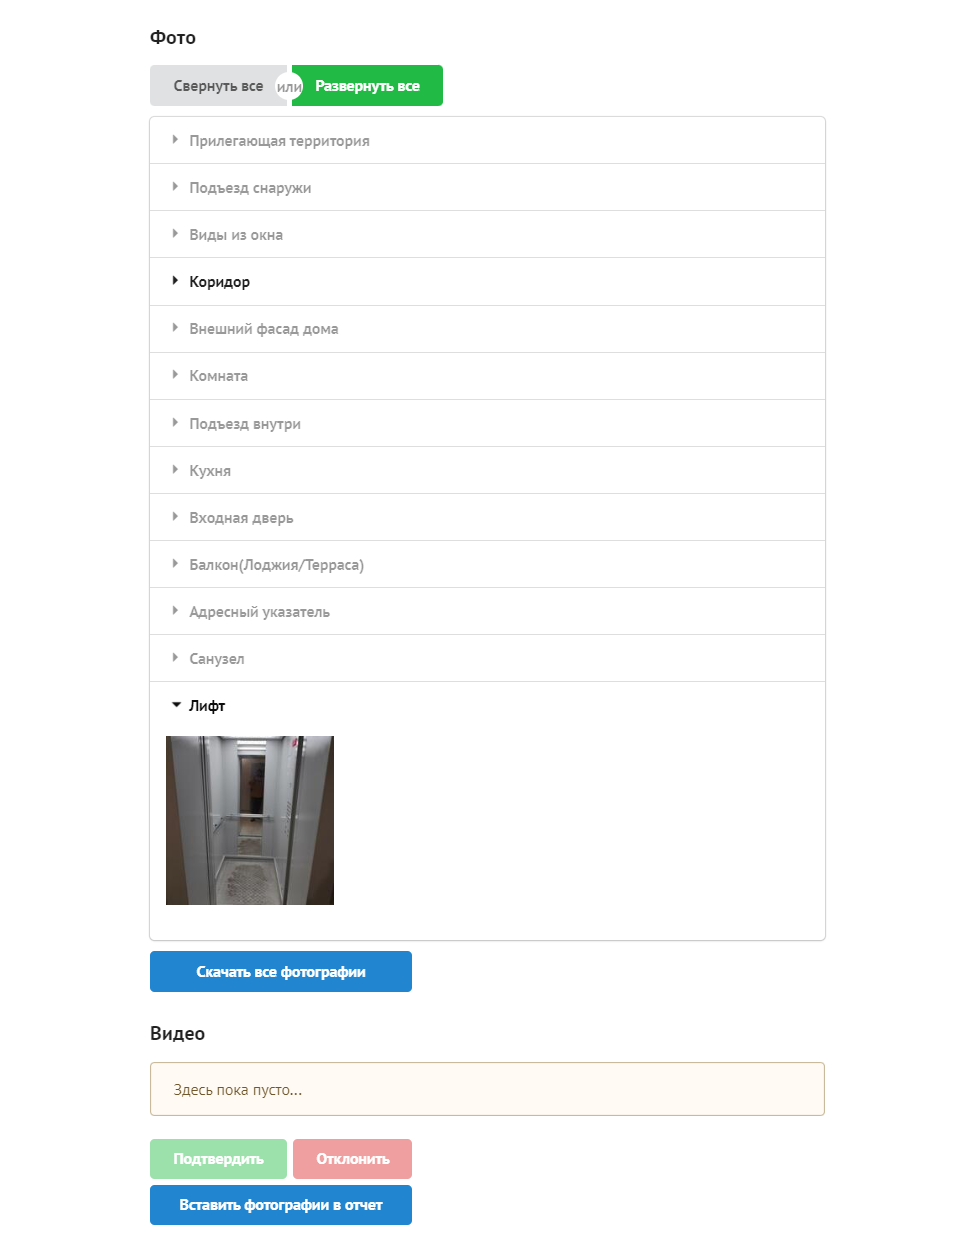 Фото
Свернуть все или Развернуть все
Прилегающая территория
Подъезд снаружи
Виды из окна
Коридор
Внешний фасад дома
Комната
Подъезд внутри
Кухня
Входная дверь
Балкон(Лоджия/Терраса)
Адресный указатель
Санузел
Лифт
Скачать все фотографии
Видео
Здесь пока пусто...
Подтвердить Отклонить
Вставить фотографии в отчет